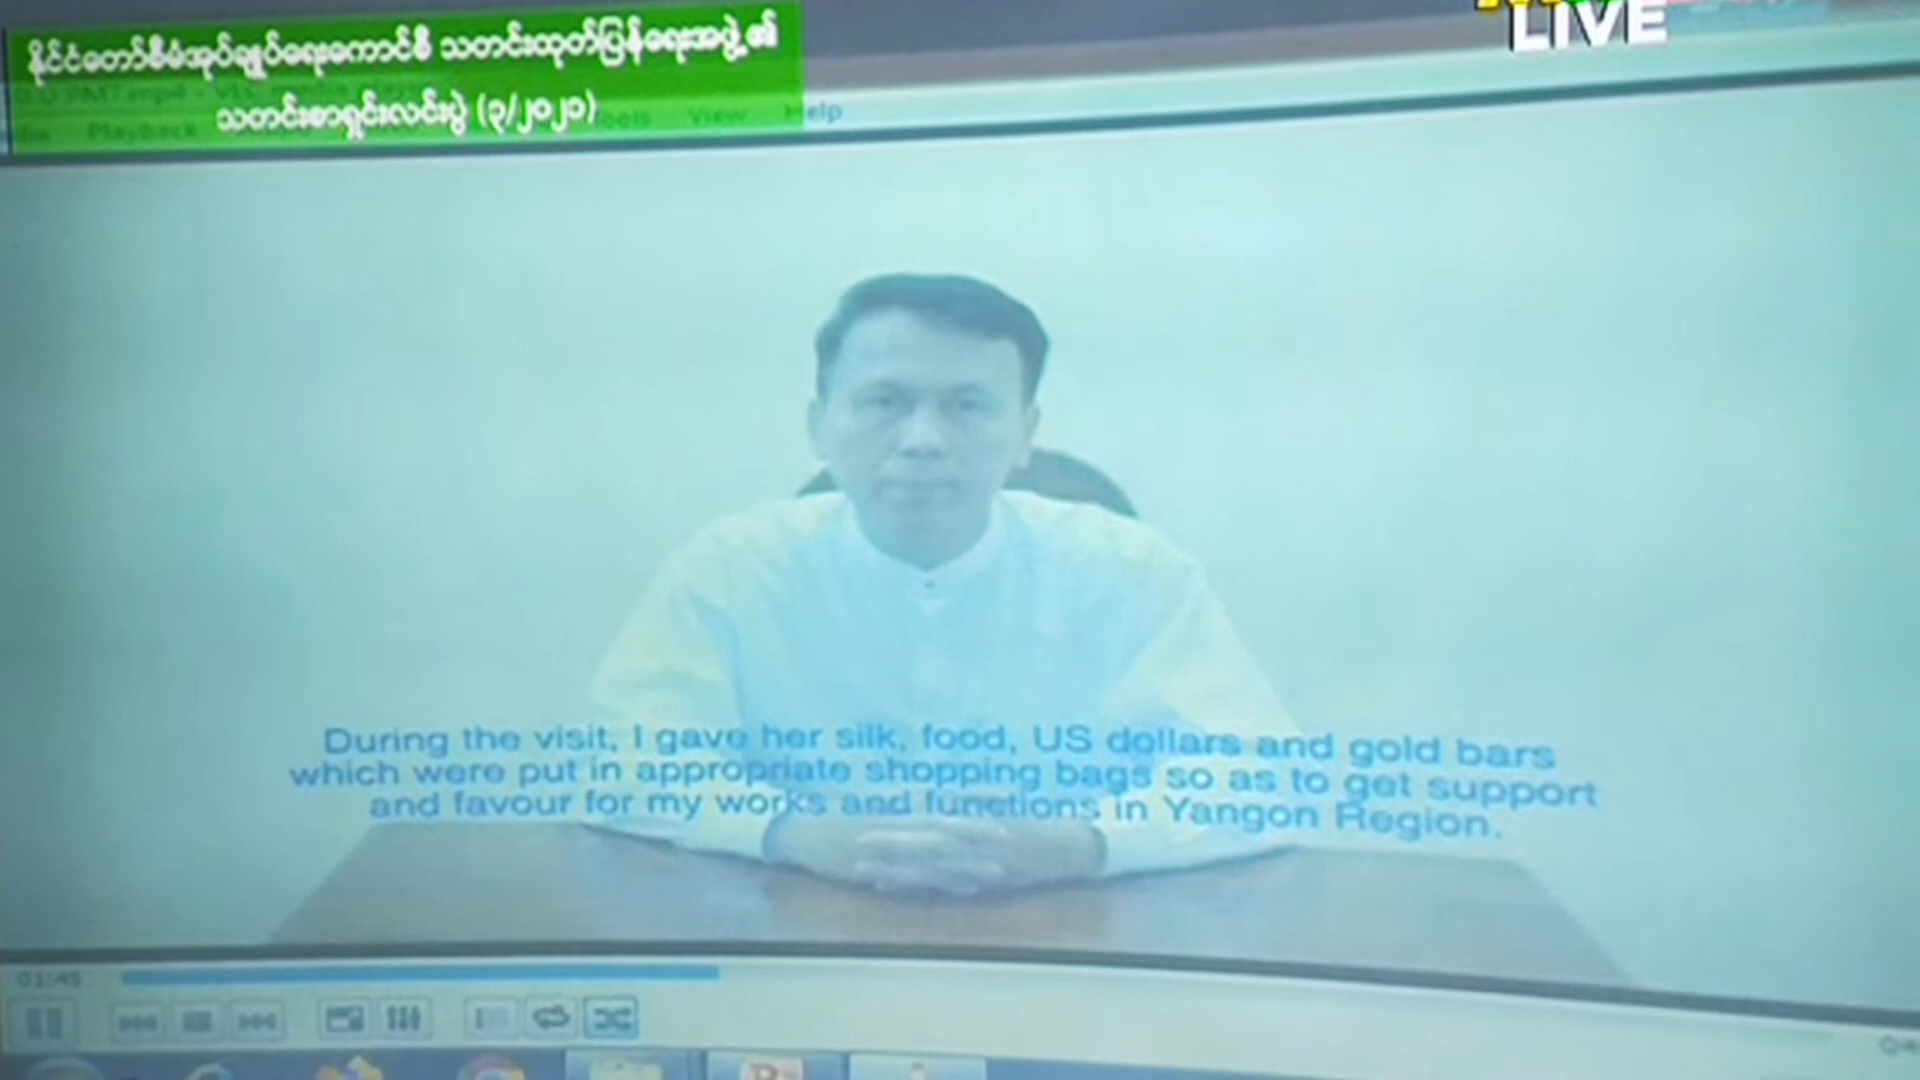 နိုင်ငံတော်စီမံအုပ်ချုပ်ရေးကောင်စီ သတင်းထုတ်ပြန်ရေးအဖွဲ့၏
သတင်းစာရှင်းလင်းပွဲ (၃/၂၀၂၁)
LIVE
Playback
Tools View Help
During the visit, I gave her silk, food, US dollars and gold bars
which were put in appropriate shopping bags so as to get support
and favour for my works and functions in Yangon Region.
01:45